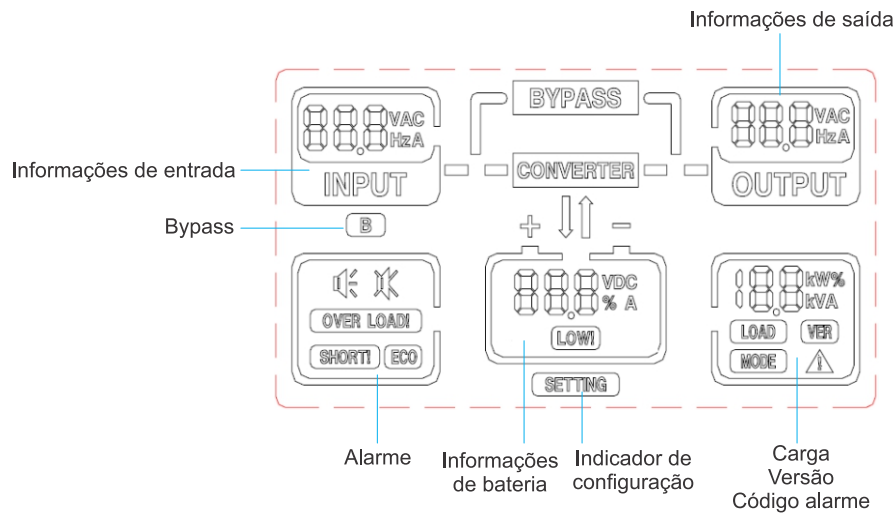 Informações de saída
BYPASS
888 VAC
Hz A
INPUT
888 VAC
Hz A
OUTPUT
Informações de entrada
CONVERTER
Bypass
B
+ -
OVER LOAD!
SHORT! ECO
888 VDC
% A
LOW!
188 kW%
kVA
LOAD VER
MODE !
SETTING
Alarme
Informações
de bateria
Indicador de
configuração
Carga
Versão
Código alarme